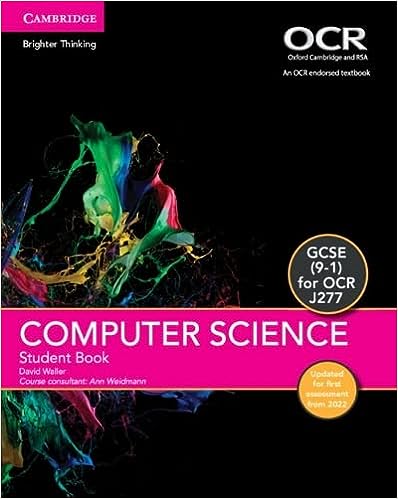 CAMBRIDGE
Brighter Thinking
OCR
Oxford Cambridge and RSA
An OCR endorsed textbook
GCSE
(9-1)
for OCR
J277
COMPUTER SCIENCE
Student Book
David Waller
Course consultant: Ann Weidmann
Updated
for first
assessment
from 2022